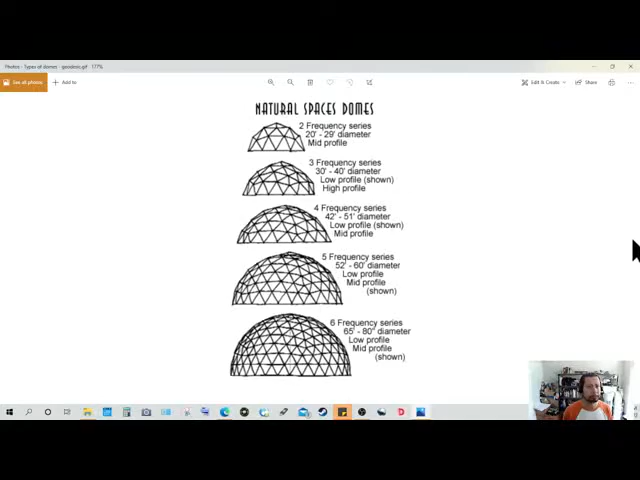 Photos - Types of domes - geodesic.gif 177%
See all photos
Add to
Edit & Create
Share
NATURAL SPACES DOMES
2 Frequency series
20' - 29' diameter
Mid profile
3 Frequency series
30' - 40' diameter
Low profile (shown)
High profile
4 Frequency series
42' - 51' diameter
Low profile (shown)
Mid profile
5 Frequency series
52' - 60' diameter
Low profile
Mid profile
(shown)
6 Frequency series
65' - 80" diameter
Low profile
Mid profile
(shown)